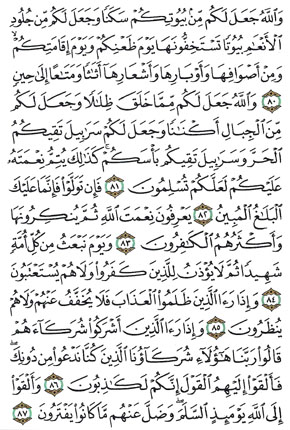 وَٱللَّهُ جَعَلَ لَكُم مِّنۢ بُيُوتِكُمْ سَكَنًا وَجَعَلَ لَكُم مِّن جُلُودِ
ٱلْأَنْعَٰمِ بُيُوتًا تَسْتَخِفُّونَهَا يَوْمَ ظَعْنِكُمْ وَيَوْمَ إِقَامَتِكُمْ ۙ
وَمِنْ أَصْوَافِهَا وَأَوْبَارِهَا وَأَشْعَارِهَآ أَثَٰثًا وَمَتَٰعًا إِلَىٰ حِينٍ
٨٠ وَٱللَّهُ جَعَلَ لَكُم مِّمَّا خَلَقَ ظِلَٰلًا وَجَعَلَ لَكُم
مِّنَ ٱلْجِبَالِ أَكْنَٰنًا وَجَعَلَ لَكُمْ سَرَٰبِيلَ تَقِيكُمُ
ٱلْحَرَّ وَسَرَٰبِيلَ تَقِيكُم بَأْسَكُمْ ۚ كَذَٰلِكَ يُتِمُّ نِعْمَتَهُۥ
عَلَيْكُمْ لَعَلَّكُمْ تُسْلِمُونَ ٨١ فَإِن تَوَلَّوْا۟ فَإِنَّمَا عَلَيْكَ
ٱلْبَلَٰغُ ٱلْمُبِينُ ٨٢ يَعْرِفُونَ نِعْمَتَ ٱللَّهِ ثُمَّ يُنكِرُونَهَا
وَأَكْثَرُهُمُ ٱلْكَٰفِرُونَ ٨٣ وَيَوْمَ نَبْعَثُ مِن كُلِّ أُمَّةٍ
شَهِيدًا ثُمَّ لَا يُؤْذَنُ لِلَّذِينَ كَفَرُوا۟ وَلَا هُمْ يُسْتَعْتَبُونَ
٨٤ وَإِذَا رَءَا ٱلَّذِينَ ظَلَمُوا۟ ٱلْعَذَابَ فَلَا يُخَفَّفُ عَنْهُمْ وَلَا هُمْ
يُنظَرُونَ ٨٥ وَإِذَا رَءَا ٱلَّذِينَ أَشْرَكُوا۟ شُرَكَآءَهُمْ
قَالُوا۟ رَبَّنَا هَٰٓؤُلَآءِ شُرَكَآؤُنَا ٱلَّذِينَ كُنَّا نَدْعُوا۟ مِن دُونِكَ ۖ
فَأَلْقَوْا۟ إِلَيْهِمُ ٱلْقَوْلَ إِنَّكُمْ لَكَٰذِبُونَ ٨٦ وَأَلْقَوْا۟
إِلَى ٱللَّهِ يَوْمَئِذٍ ٱلسَّلَمَ ۖ وَضَلَّ عَنْهُم مَّا كَانُوا۟ يَفْتَرُونَ ٨٧